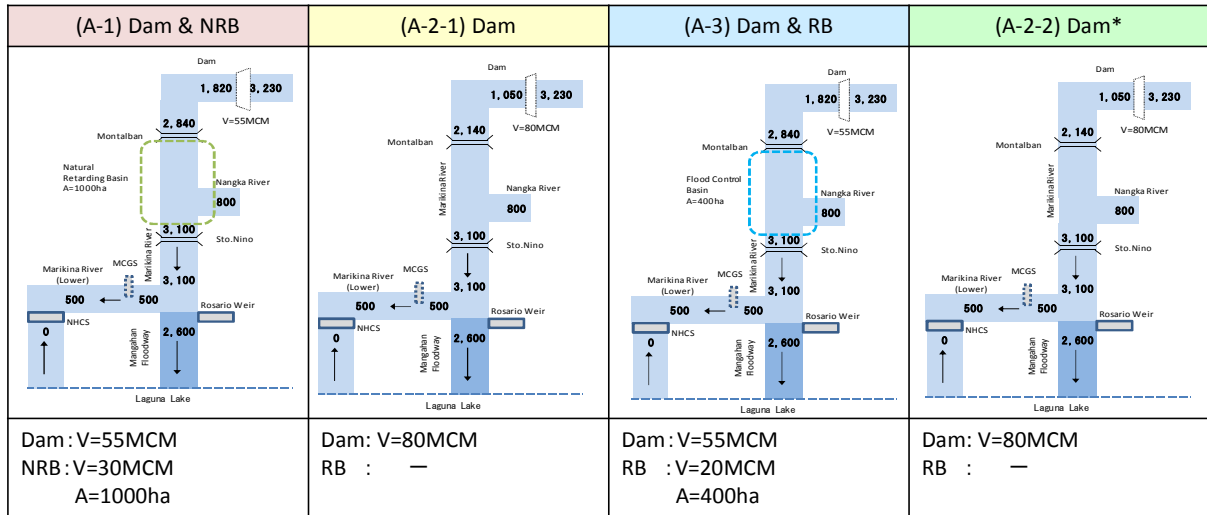 (A-1) Dam & NRB
(A-2-1) Dam
(A-3) Dam & RB
(A-2-2) Dam*
Dam
1,820
3,230
V=55MCM
2,840
Montalban
Natural
Retarding Basin
A=1000ha
Nangka River
800
3,100
Sto.Nino
Marikina River
MCGS
3,100
Marikina River
(Lower)
500
500
Rosario Weir
NHCS
0
Mangahan
Floodway
2,600
Laguna Lake
Dam
1,050
3,230
V=80MCM
2,140
Montalban
Marikina River
Nangka River
800
3,100
Sto.Nino
MCGS
3,100
Marikina River
(Lower)
500
500
Rosario Weir
NHCS
0
Mangahan
Floodway
2,600
Laguna Lake
Dam
1,820
3,230
V=55MCM
2,840
Montalban
Marikina River
Flood Control
Basin
A=400ha
Nangka River
800
3,100
Sto.Nino
Marikina River
MCGS
3,100
Marikina River
(Lower)
500
500
Rosario Weir
NHCS
0
Mangahan
Floodway
2,600
Laguna Lake
Dam
1,050
3,230
V=80MCM
2,140
Montalban
Marikina River
Nangka River
800
3,100
Sto.Nino
MCGS
3,100
Marikina River
(Lower)
500
500
Rosario Weir
NHCS
0
Mangahan
Floodway
2,600
Laguna Lake
Dam : V=55MCM
NRB : V=30MCM
A=1000ha
Dam: V=80MCM
RB : —
Dam : V=55MCM
RB : V=20MCM
A=400ha
Dam: V=80MCM
RB : —